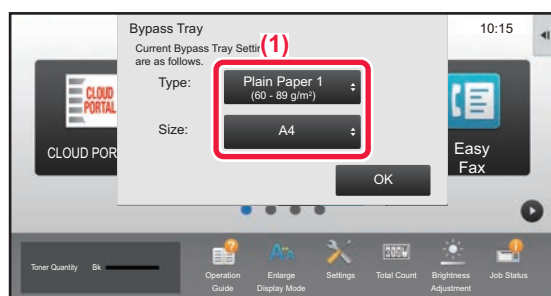 Bypass Tray
10:15
Current Bypass Tray Settin
(1)
are as follows.
Type:
Plain Paper 1
(60 - 89 g/m²)
Size:
A4
OK
CLOUD
PORTAL
CLOUD POR
Easy
Fax
Toner Quantity
Bk
Operation
Guide
Enlarge
Display Mode
Settings
Total Count
Brightness
Adjustment
Job Status